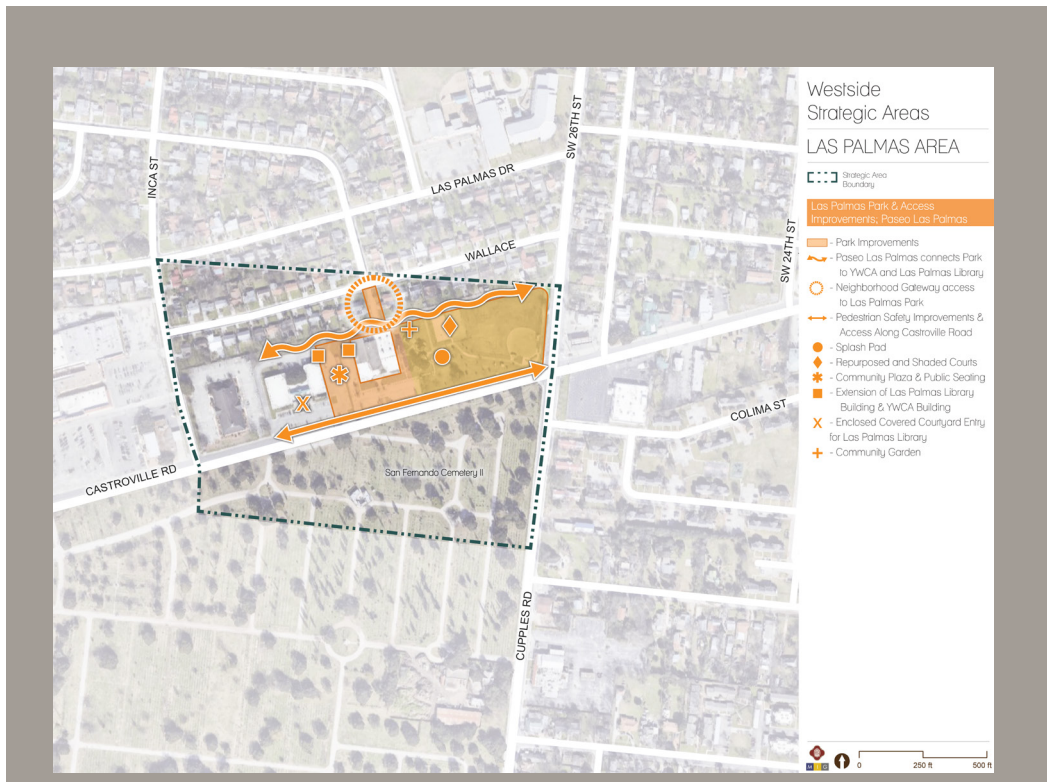 Westside
Strategic Areas
LAS PALMAS AREA
Strategic Area
Boundary
Las Palmas Park & Access
Improvements; Paseo Las Palmas
- Park Improvements
- Paseo Las Palmas connects Park
to YWCA and Las Palmas Library
- Neighborhood Gateway access
to Las Palmas Park
- Pedestrian Safety Improvements &
Access Along Castroville Road
- Splash Pad
- Repurposed and Shaded Courts
- Community Plaza & Public Seating
- Extension of Las Palmas Library
Building & YWCA Building
- Enclosed Covered Courtyard Entry
for Las Palmas Library
- Community Garden
INCA ST
LAS PALMAS DR
SW 26TH ST
WALLACE
SW 24TH ST
COLIMA ST
San Fernando Cemetery II
CASTROVILLE RD
CUPPLES RD
0
250 ft
500 ft